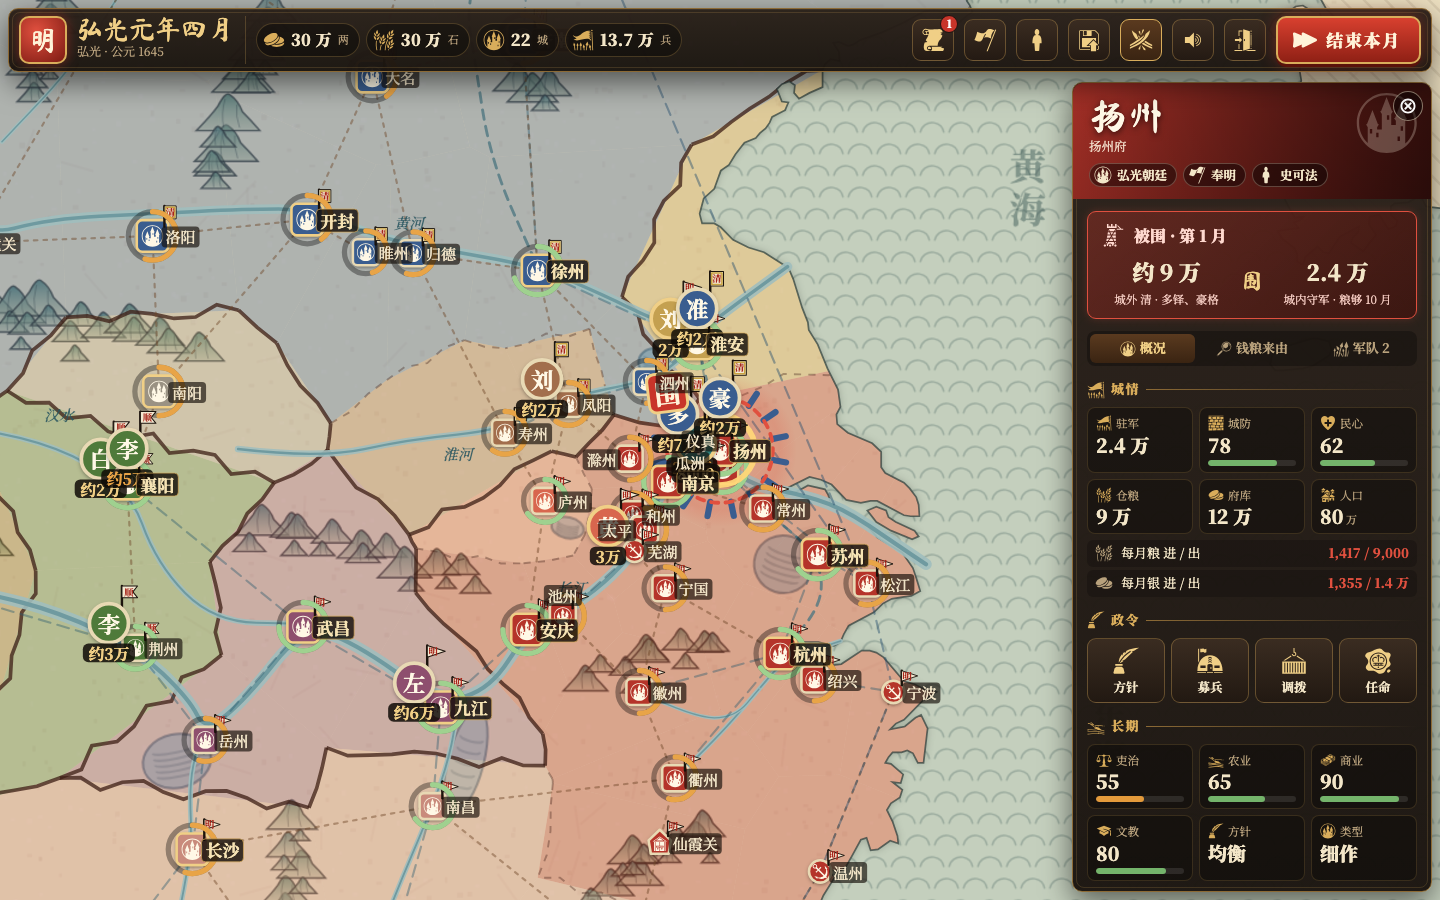 明
弘光元年四月
弘光 · 公元 1645
30 万 两
30 万 石
22 城
13.7 万 兵
1
结束本月
大名
黄海
洛阳
开封
黄河
睢州
归德
徐州
关
南阳
汉水
淮河
刘
约2万
凤阳
寿州
淮
2万
约2
淮安
泗州
豪
约2万
多
约7
仪真
瓜洲
扬州
滁州
南京
庐州
和州
太平
3万
芜湖
常州
苏州
松江
宁国
李
约5
约2
襄阳
李
约3万
荆州
武昌
长江
池州
安庆
左
约6万
九江
徽州
杭州
绍兴
宁波
岳州
南昌
衢州
仙霞关
长沙
温州
扬州
扬州府
弘光朝廷
奉明
史可法
被围 · 第 1 月
约 9 万
围
2.4 万
城外 清 · 多铎、豪格
城内守军 · 粮够 10 月
概况
钱粮来由
军队 2
城情
驻军
2.4 万
城防
78
民心
62
仓粮
9 万
府库
12 万
人口
80 万
每月粮 进 / 出
1,417 / 9,000
每月银 进 / 出
1,355 / 1.4 万
政令
方针
募兵
调拨
任命
长期
吏治
55
农业
65
商业
90
文教
80
方针
均衡
类型
细作